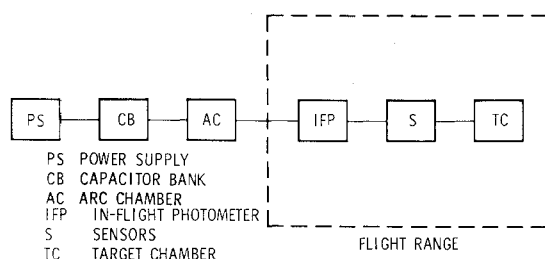 PS CB AC IFP S TC
PS POWER SUPPLY
CB CAPACITOR BANK
AC ARC CHAMBER
IFP IN-FLIGHT PHOTOMETER
S SENSORS
TC TARGET CHAMBER
FLIGHT RANGE